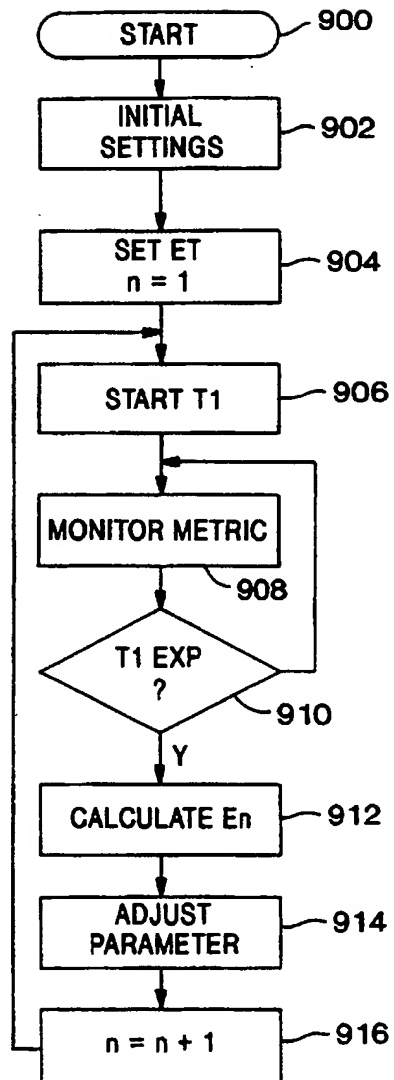 START
900
INITIAL
SETTINGS
902
SET ET
n = 1
904
START T1
906
MONITOR METRIC
908
T1 EXP
?
910
Y
CALCULATE En
912
ADJUST
PARAMETER
914
n = n + 1
916